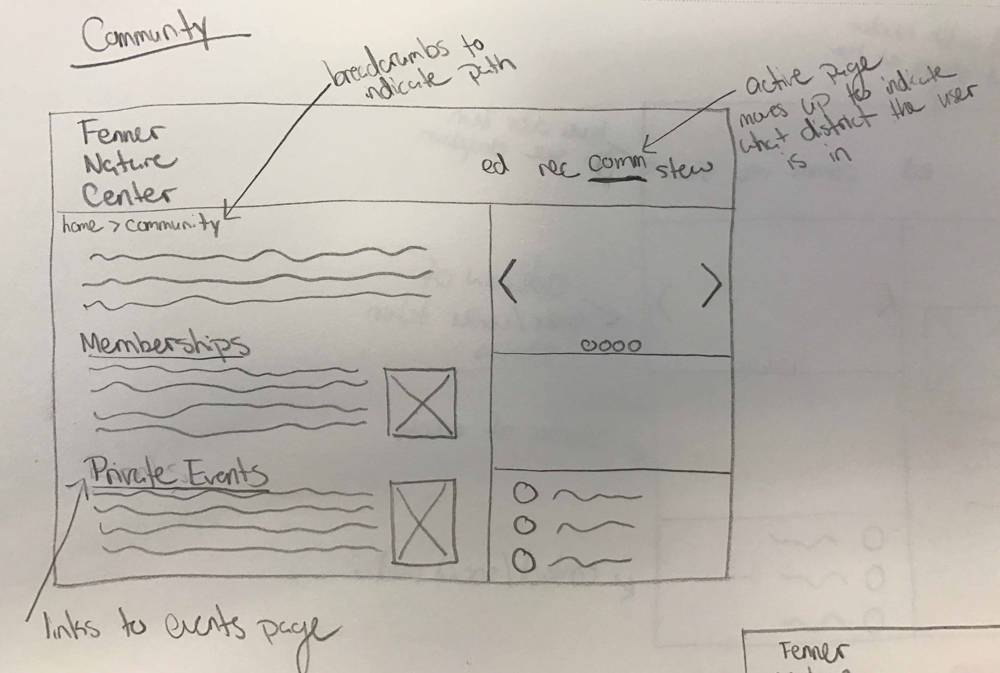 Community
breadcrumbs to
indicate path
active page
moves up to indicate
what district the user
is in
Fenner
Nature
Center
ed rec comm stew
home > community
Memberships
Private Events
links to events page
Fenner